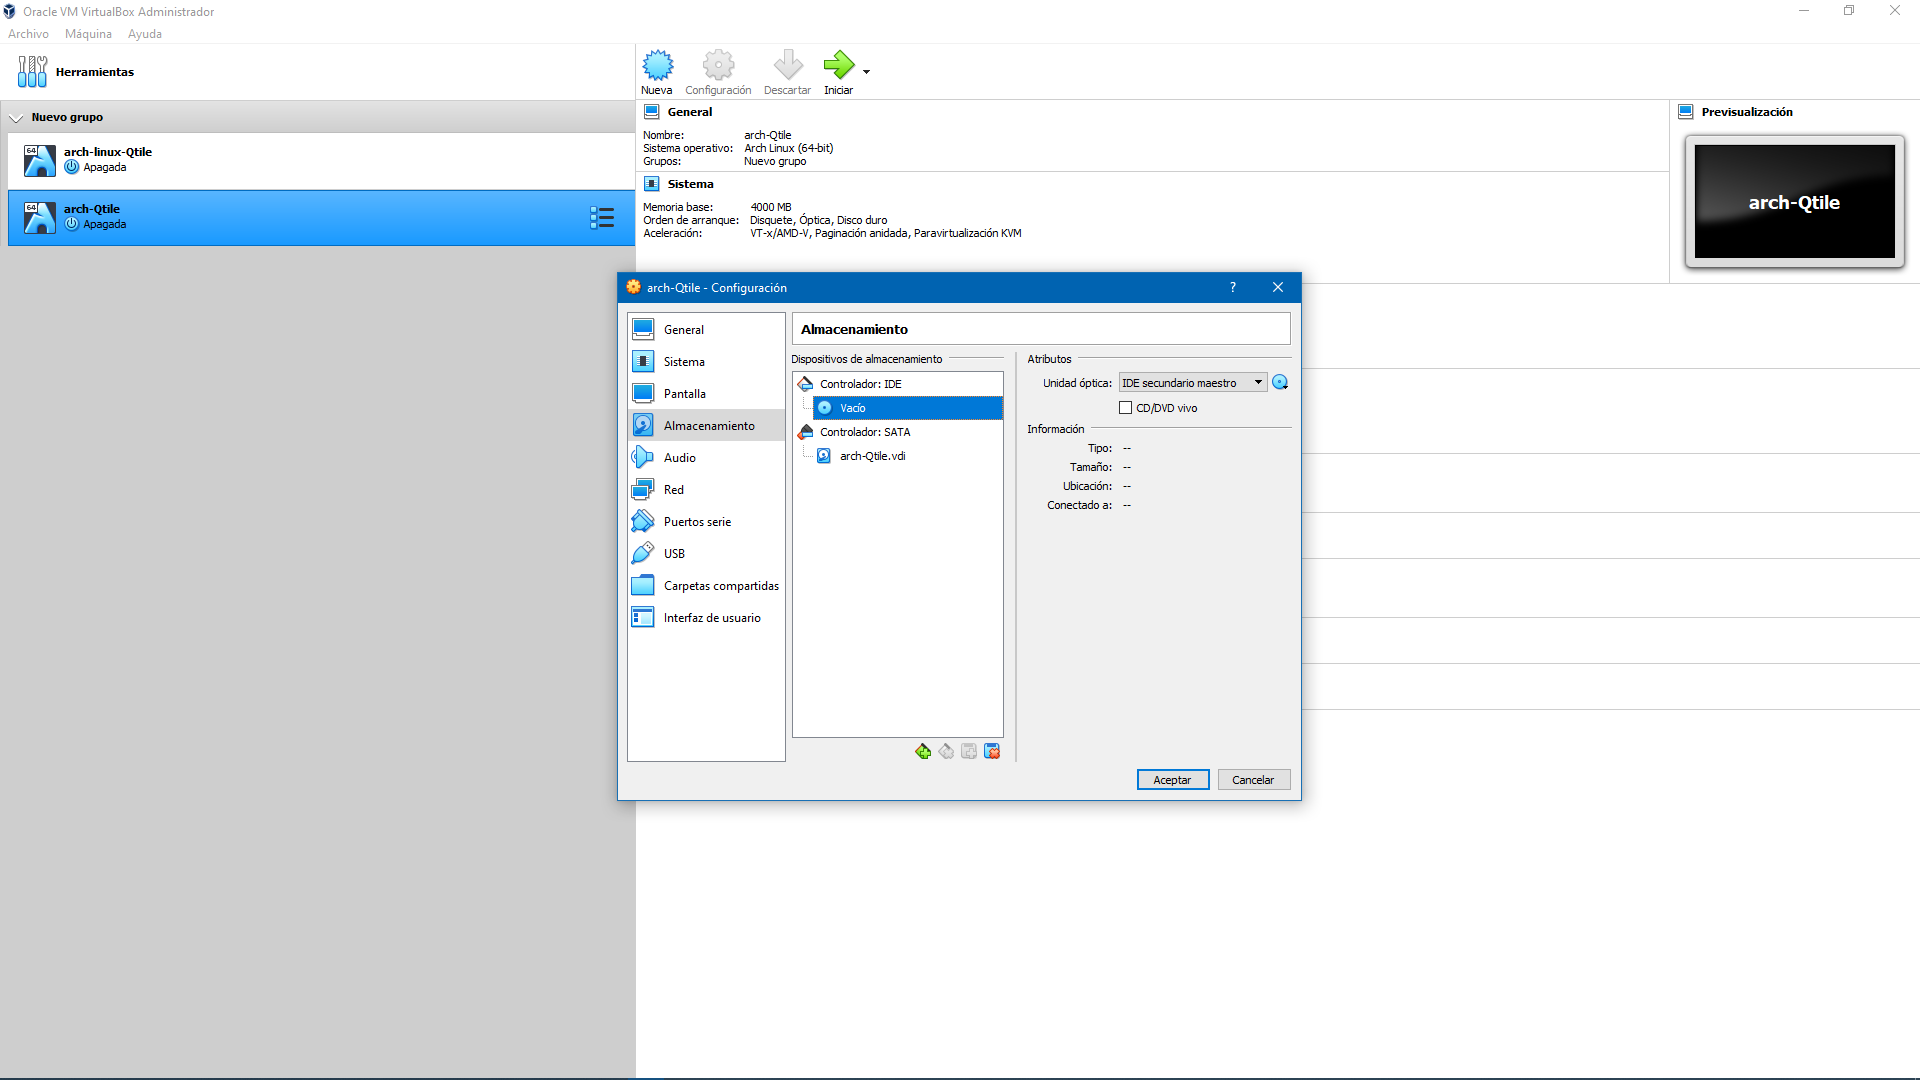 Oracle VM VirtualBox Administrador
Archivo Máquina Ayuda
Herramientas
Nuevo grupo
64
arch-linux-Qtile
Apagada
64
arch-Qtile
Apagada
Nueva Configuración Descartar Iniciar
General
Nombre: arch-Qtile
Sistema operativo: Arch Linux (64-bit)
Grupos: Nuevo grupo
Sistema
Memoria base: 4000 MB
Orden de arranque: Disquete, Óptica, Disco duro
Aceleración: VT-x/AMD-V, Paginación anidada, Paravirtualización KVM
Previsualización
arch-Qtile
arch-Qtile - Configuración
?
General
Sistema
Pantalla
Almacenamiento
Audio
Red
Puertos serie
USB
Carpetas compartidas
Interfaz de usuario
Almacenamiento
Dispositivos de almacenamiento
Controlador: IDE
Vacío
Controlador: SATA
arch-Qtile.vdi
Atributos
Unidad óptica: IDE secundario maestro
CD/DVD vivo
Información
Tipo: --
Tamaño: --
Ubicación: --
Conectado a: --
Aceptar Cancelar